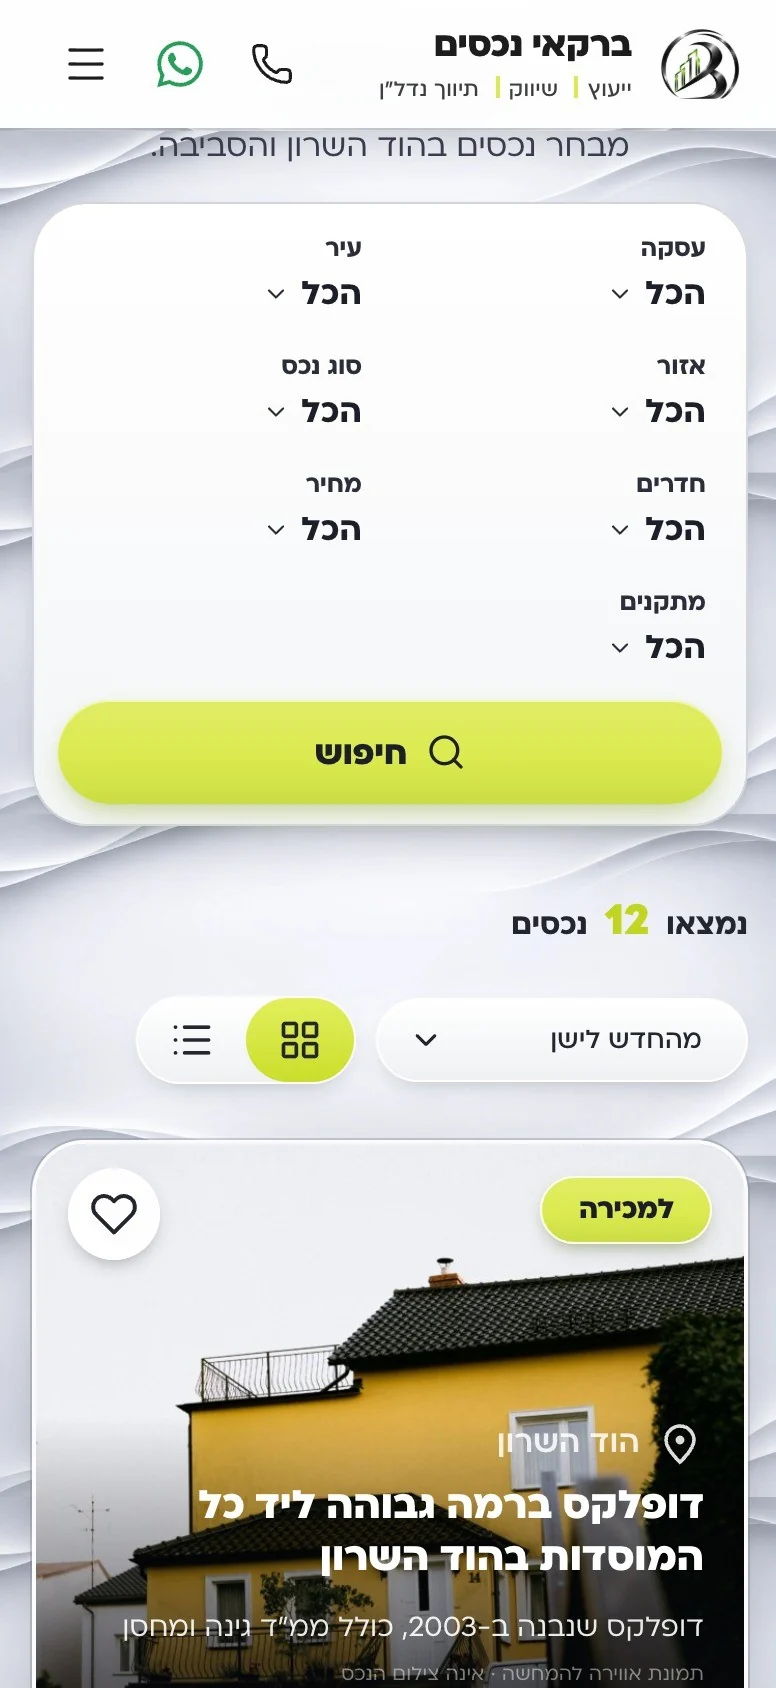 ברקאי נכסים
ייעוץ | שיווק | תיווך נדל"ן
מבחר נכסים בהוד השרון והסביבה.
עסקה
הכל
עיר
הכל
אזור
הכל
סוג נכס
הכל
חדרים
הכל
מחיר
הכל
מתקנים
הכל
חיפוש
נמצאו 12 נכסים
מהחדש לישן
למכירה
הוד השרון
דופלקס ברמה גבוהה ליד כל
המוסדות בהוד השרון
דופלקס שנבנה ב-2003, כולל ממ"ד גינה ומחסן
תמונת אווירה להמחשה · אינה צילום הנכס
14